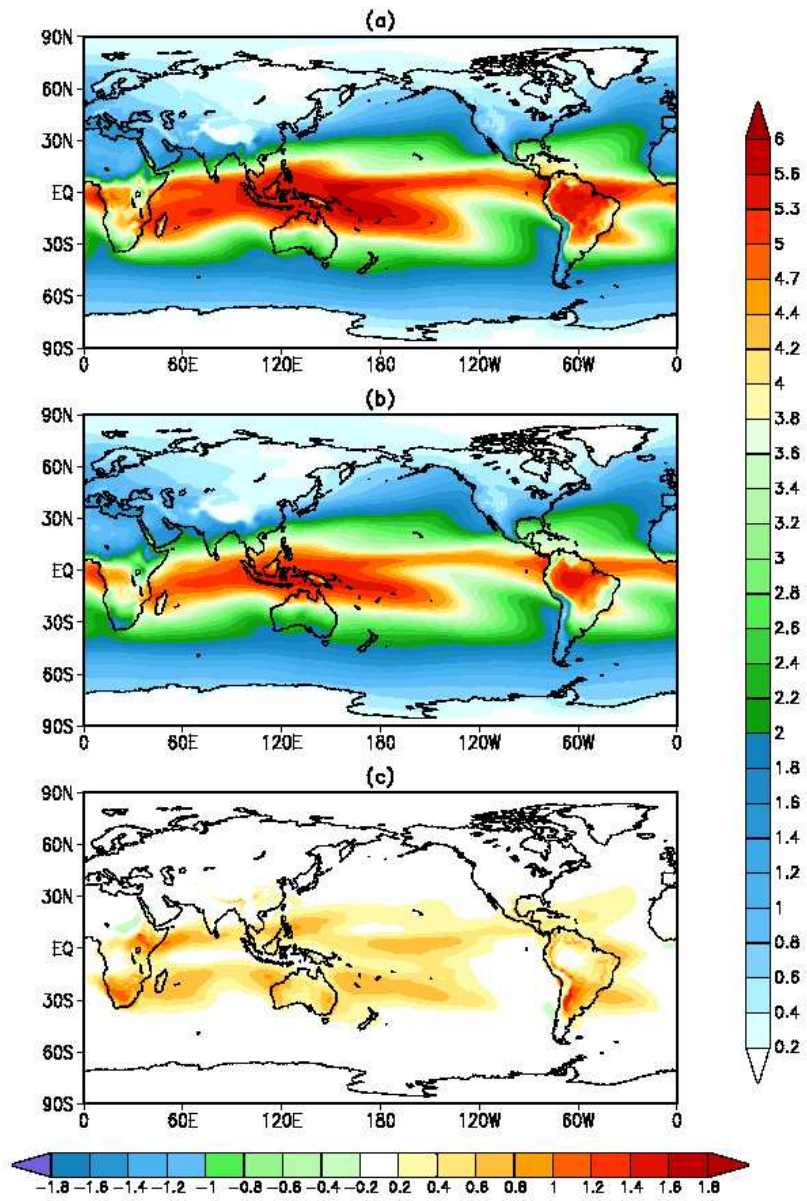 (a)
90N
60N
30N
EQ
30S
60S
90S
0 60E 120E 180 120W 60W 0
(b)
90N
60N
30N
EQ
30S
60S
90S
0 60E 120E 180 120W 60W 0
(c)
90N
60N
30N
EQ
30S
60S
90S
0 60E 120E 180 120W 60W 0
6
5.6
5.3
5
4.7
4.4
4.2
4
3.8
3.6
3.4
3.2
3
2.8
2.6
2.4
2.2
2
1.8
1.6
1.4
1.2
1
0.8
0.6
0.4
0.2
-1.8 -1.6 -1.4 -1.2 -1 -0.8 -0.6 -0.4 -0.2 0.2 0.4 0.6 0.8 1 1.2 1.4 1.6 1.8